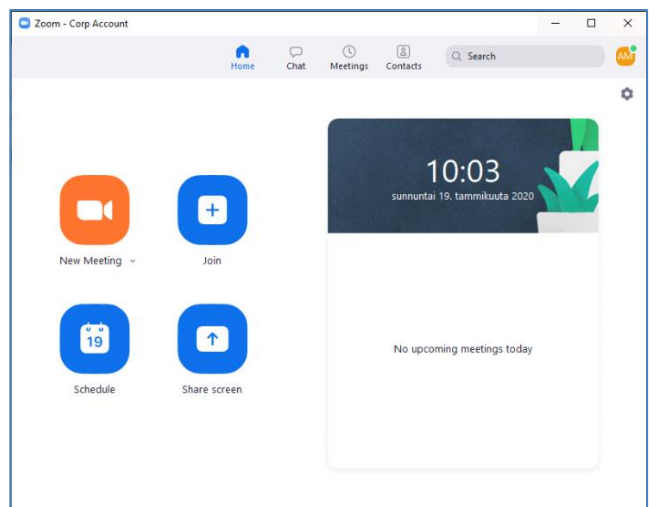 Zoom - Corp Account
Home
Chat
Meetings
Contacts
Search
AM
10:03
sunnuntai 19. tammikuuta 2020
New Meeting
Join
19
Schedule
Share screen
No upcoming meetings today